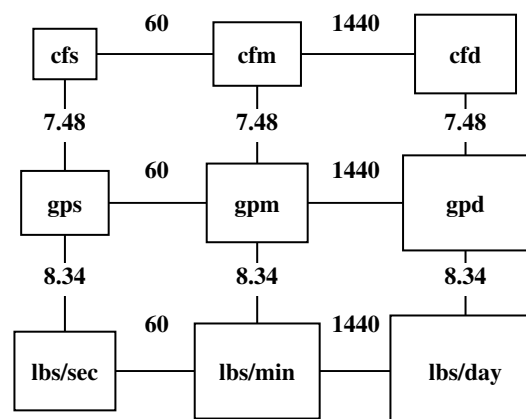 60 1440
cfs cfm cfd
7.48 7.48 7.48
60 1440
gps gpm gpd
8.34 8.34 8.34
60 1440
lbs/sec lbs/min lbs/day